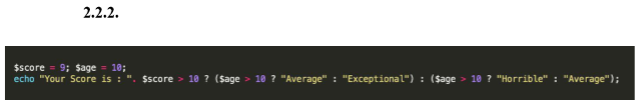 2.2.2.
$score = 9; $age = 10;
echo "Your Score is : ". $score > 10 ? ($age > 10 ? "Average" : "Exceptional") : ($age > 10 ? "Horrible" : "Average");